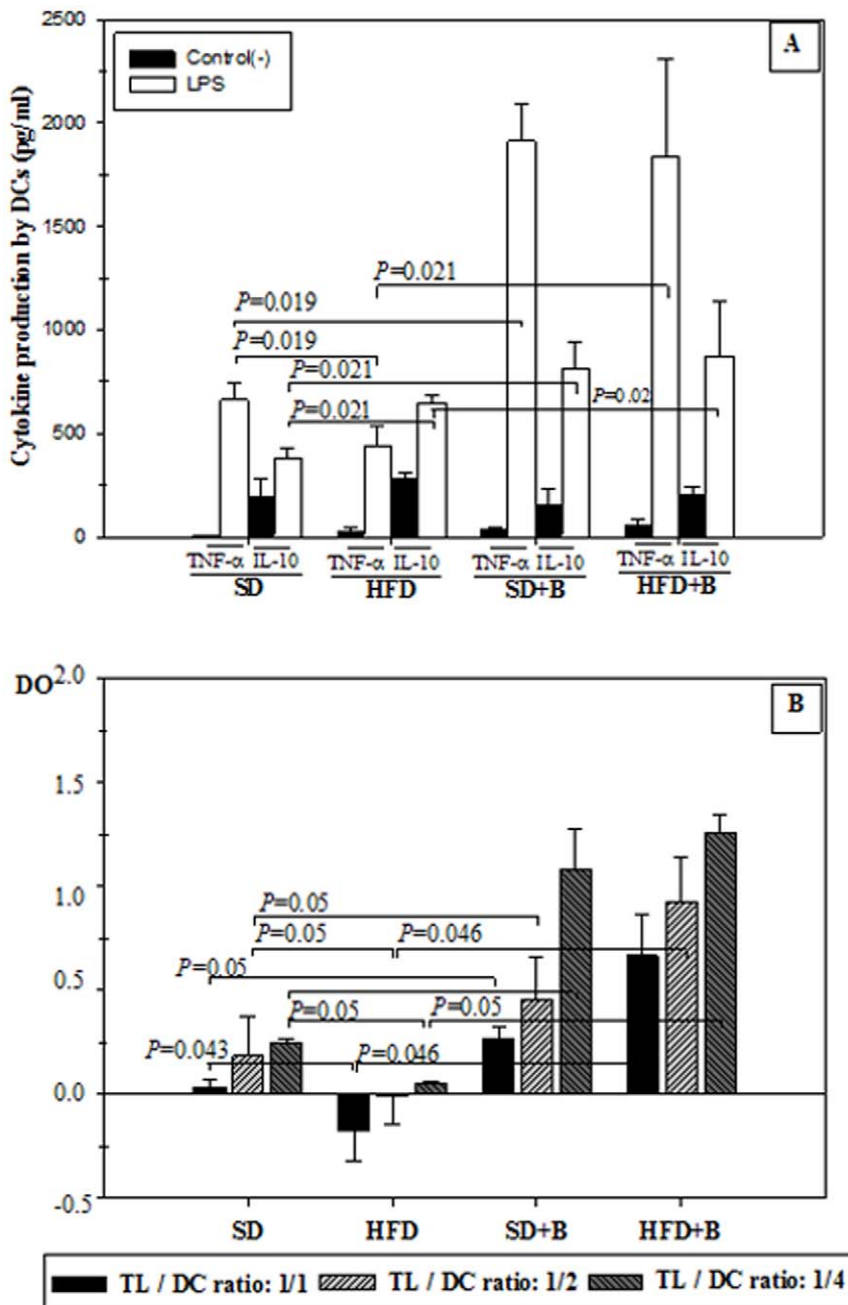 2500
A
Control(-)
LPS
2000
1500
1000
500
0
Cytokine production by DCs (pg/ml)
P=0.021
P=0.019
P=0.019
P=0.021
P=0.02
P=0.021
TNF-α IL-10 TNF-α IL-10 TNF-α IL-10 TNF-α IL-10
SD HFD SD+B HFD+B
DO 2.0
B
1.5
1.0
0.5
0.0
-0.5
P=0.05
P=0.05 P=0.046
P=0.05
P=0.05 P=0.05
P=0.043 P=0.046
SD HFD SD+B HFD+B
TL / DC ratio: 1/1 TL / DC ratio: 1/2 TL / DC ratio: 1/4